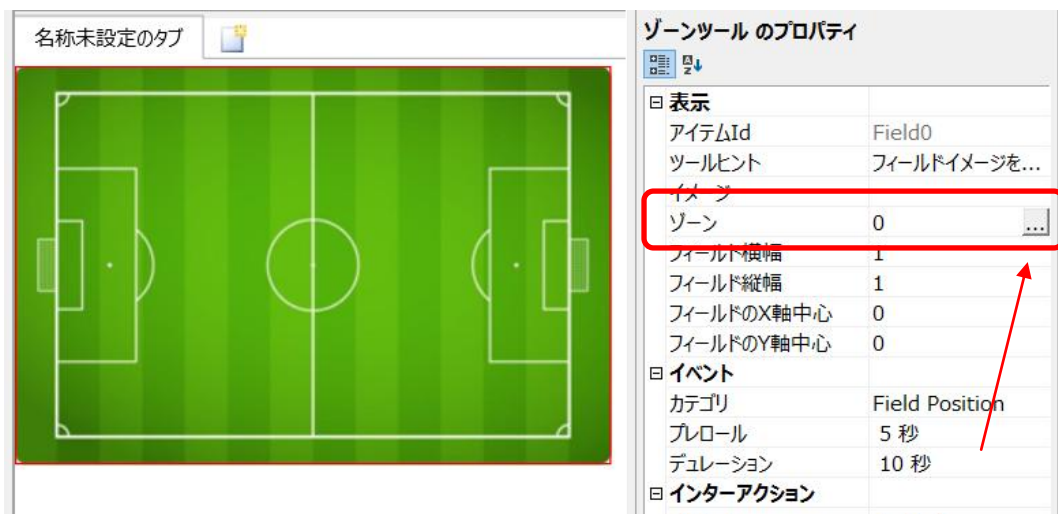 名称未設定のタブ
ゾーンツール のプロパティ
表示
アイテムId Field0
ツールヒント フィールドイメージを...
イメージ
ゾーン 0 ...
フィールド横幅 1
フィールド縦幅 1
フィールドのX軸中心 0
フィールドのY軸中心 0
イベント
カテゴリ Field Position
プレロール 5 秒
デュレーション 10 秒
インターアクション